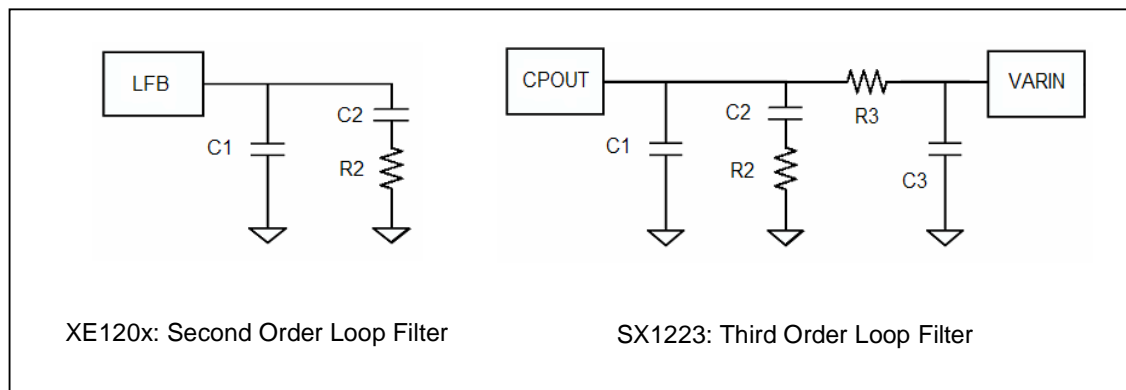 LFB
C1
C2
R2
XE120x: Second Order Loop Filter
CPOUT
C1
C2
R2
R3
C3
VARIN
SX1223: Third Order Loop Filter